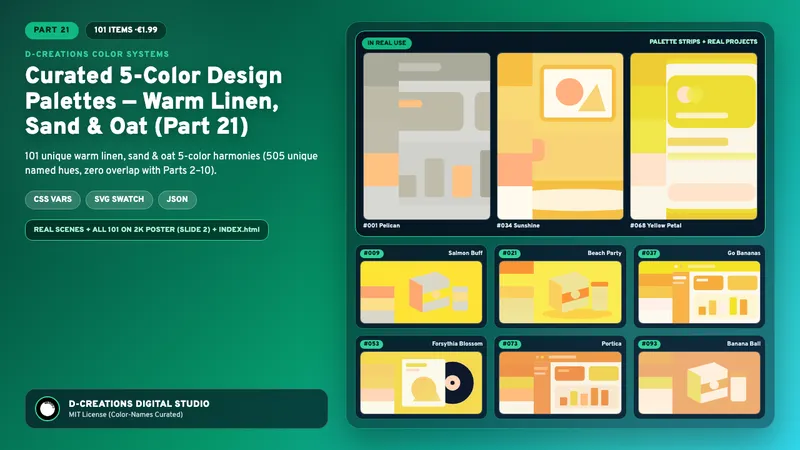 PART 21
101 ITEMS -€1.99
D-CREATIONS COLOR SYSTEMS
Curated 5-Color Design
Palettes — Warm Linen,
Sand & Oat (Part 21)
101 unique warm linen, sand & oat 5-color harmonies (505 unique
named hues, zero overlap with Parts 2–10).
CSS VARS
SVG SWATCH
JSON
REAL SCENES + ALL 101 ON 2K POSTER (SLIDE 2) + INDEX.html
D-CREATIONS DIGITAL STUDIO
MIT License (Color-Names Curated)
IN REAL USE
PALETTE STRIPS + REAL PROJECTS
#001 Pelican
#034 Sunshine
#068 Yellow Petal
#009
Salmon Buff
#021
Beach Party
#037
Go Bananas
#053
Forsythia Blossom
#073
Portica
#093
Banana Ball